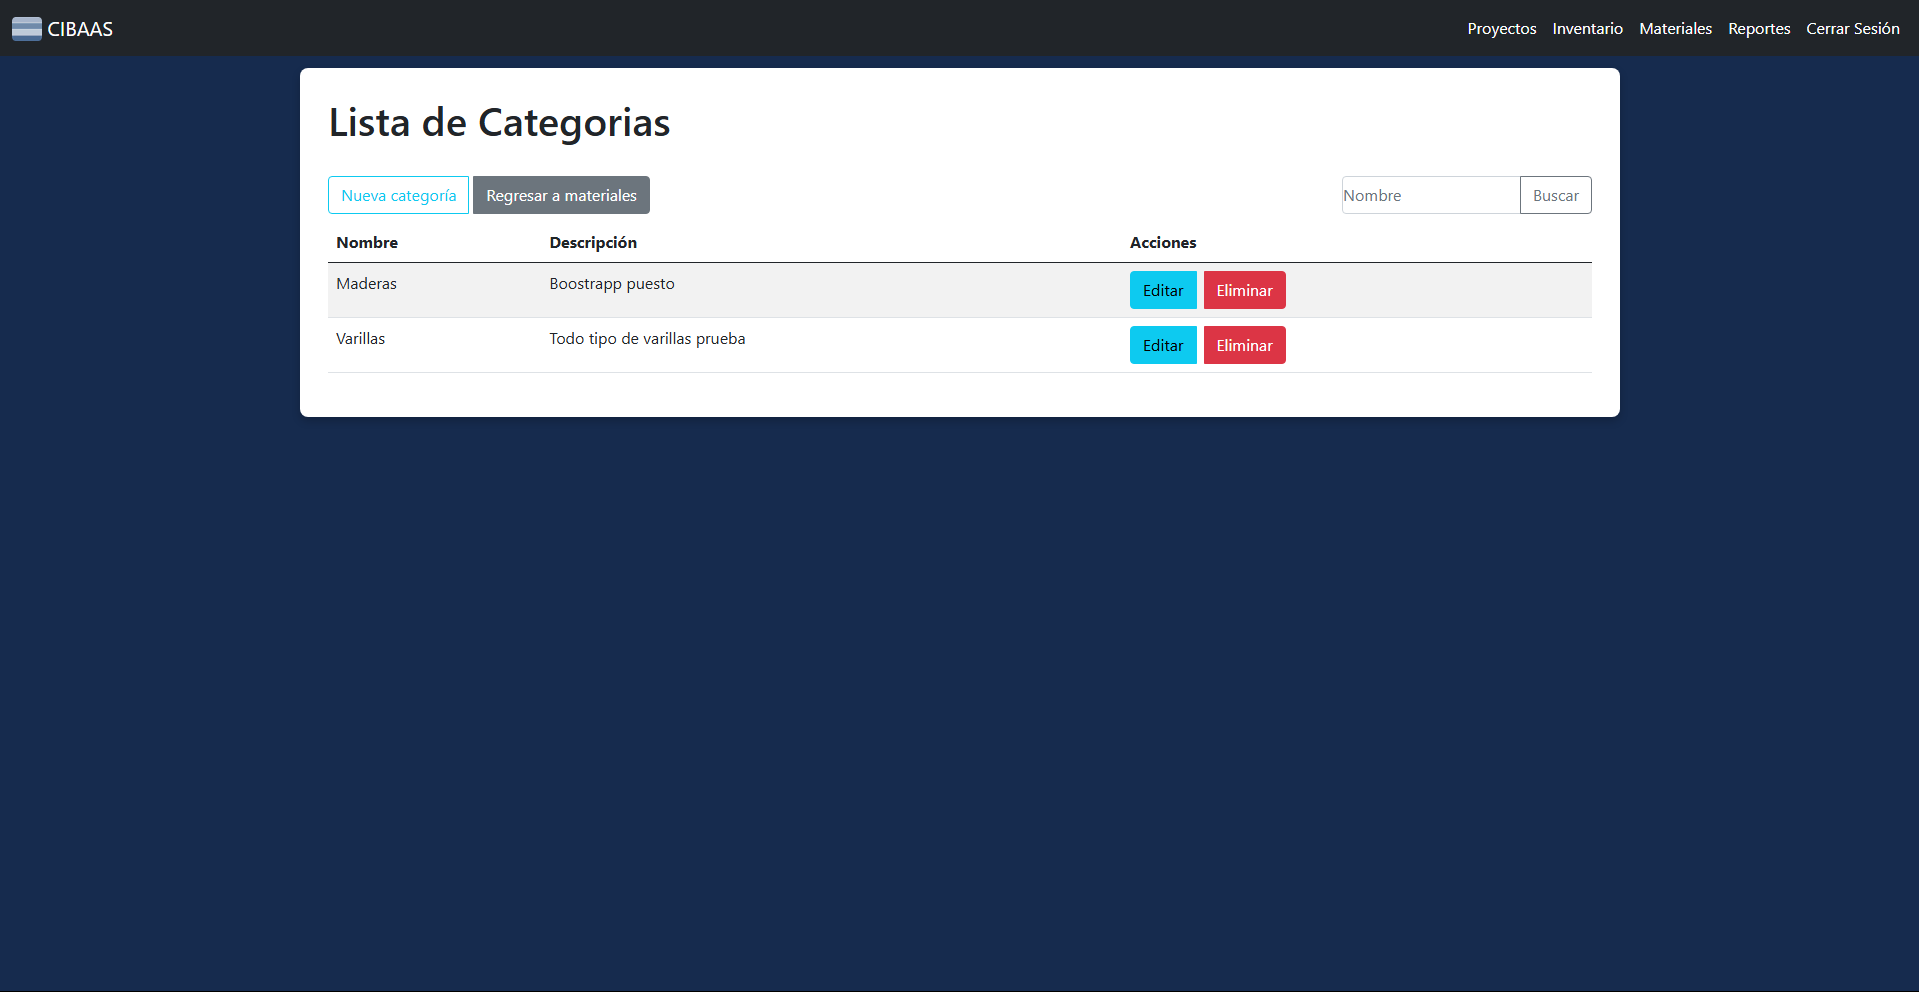 CIBAAS Proyectos Inventario Materiales Reportes Cerrar Sesión
Lista de Categorias
Nueva categoría Regresar a materiales Nombre Buscar
Nombre Descripción Acciones
Maderas Boostrapp puesto Editar Eliminar
Varillas Todo tipo de varillas prueba Editar Eliminar